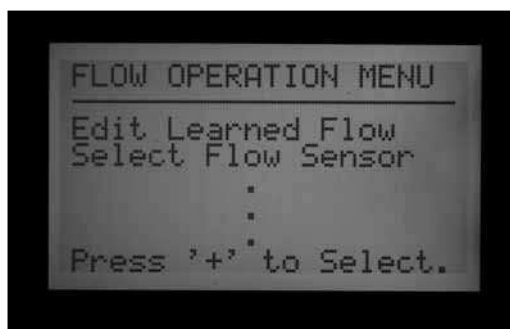 FLOW OPERATION MENU
Edit Learned Flow
Select Flow Sensor
.
.
.
Press '+' to Select.